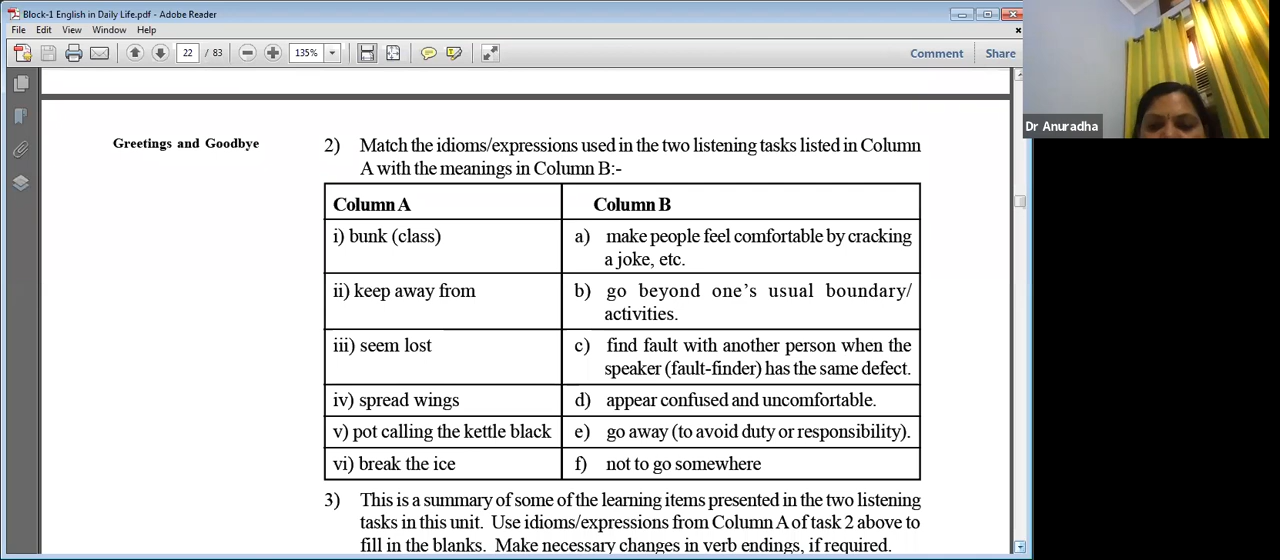 Block-1 English in Daily Life.pdf - Adobe Reader
File Edit View Window Help
22 / 83 135% Comment Share
Dr Anuradha
Greetings and Goodbye
2) Match the idioms/expressions used in the two listening tasks listed in Column
A with the meanings in Column B:-
Column A Column B
i) bunk (class) a) make people feel comfortable by cracking
a joke, etc.
ii) keep away from b) go beyond one's usual boundary/
activities.
iii) seem lost c) find fault with another person when the
speaker (fault-finder) has the same defect.
iv) spread wings d) appear confused and uncomfortable.
v) pot calling the kettle black e) go away (to avoid duty or responsibility).
vi) break the ice f) not to go somewhere
3) This is a summary of some of the learning items presented in the two listening
tasks in this unit. Use idioms/expressions from Column A of task 2 above to
fill in the blanks. Make necessary changes in verb endings, if required.